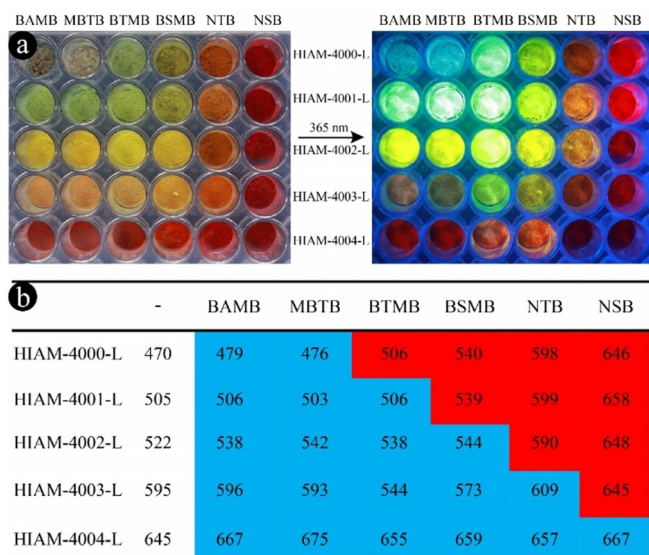 BAMB MBTB BTMB BSMB NTB NSB
BAMB MBTB BTMB BSMB NTB NSB
a
HIAM-4000-L
HIAM-4001-L
365 nm
HIAM-4002-L
HIAM-4003-L
HIAM-4004-L
b
- BAMB MBTB BTMB BSMB NTB NSB
HIAM-4000-L 470 479 476 506 540 598 646
HIAM-4001-L 505 506 503 506 539 599 658
HIAM-4002-L 522 538 542 538 544 590 648
HIAM-4003-L 595 596 593 544 573 609 645
HIAM-4004-L 645 667 675 655 659 657 667